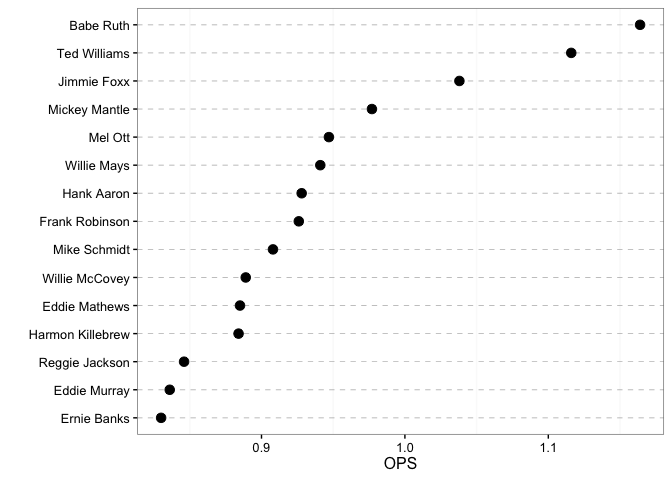 Babe Ruth
Ted Williams
Jimmie Foxx
Mickey Mantle
Mel Ott
Willie Mays
Hank Aaron
Frank Robinson
Mike Schmidt
Willie McCovey
Eddie Mathews
Harmon Killebrew
Reggie Jackson
Eddie Murray
Ernie Banks
0.9 1.0 1.1
OPS